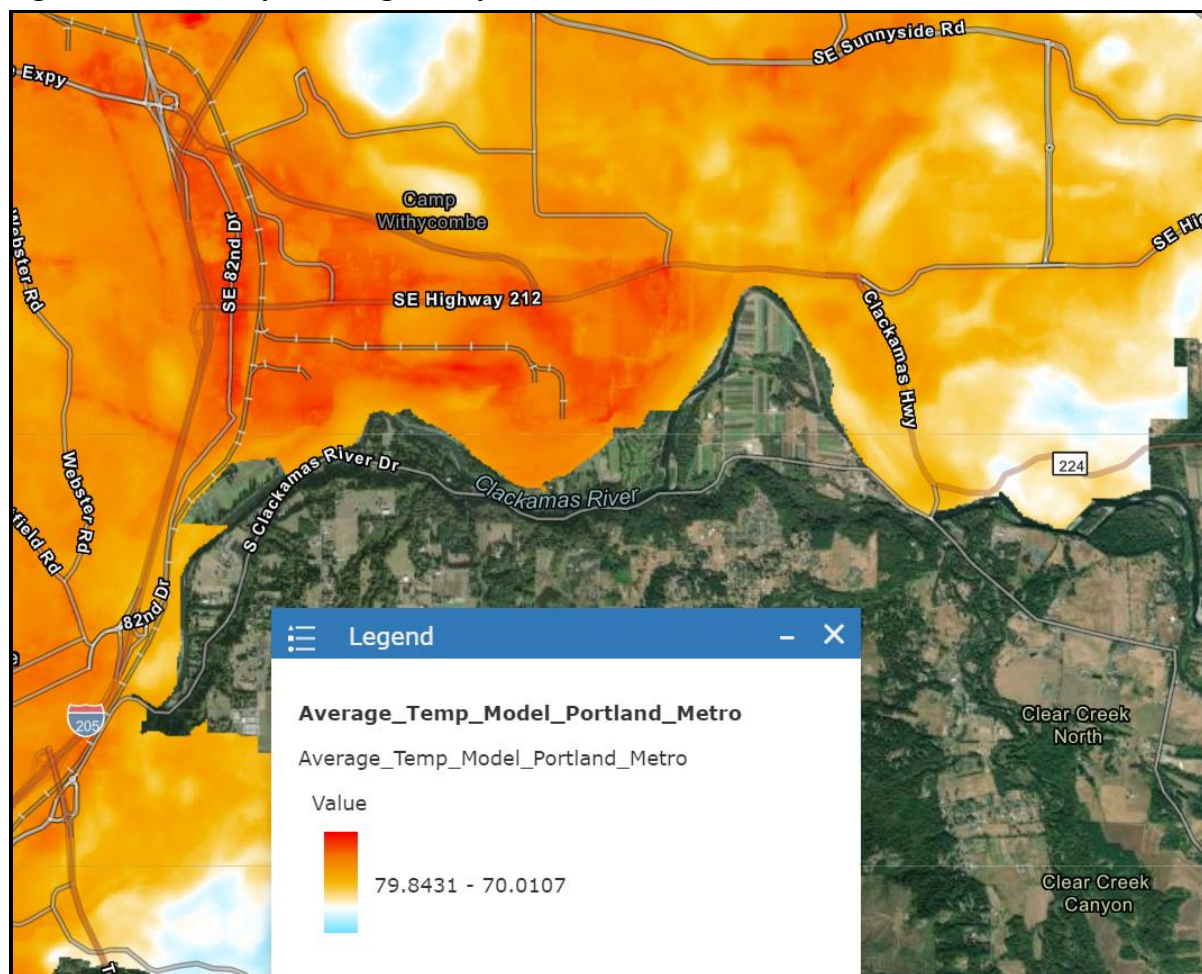 SE Sunnyside Rd
Expy
Camp
Withycombe
Webster Rd
SE 82nd Dr
SE Highway 212
SE Hig
Clackamas Hwy
S Clackamas River Dr
Clackamas River
224
Webster Rd
field Rd
82nd Dr
205
Legend
Average_Temp_Model_Portland_Metro
Average_Temp_Model_Portland_Metro
Value
79.8431 - 70.0107
Clear Creek
North
Clear Creek
Canyon